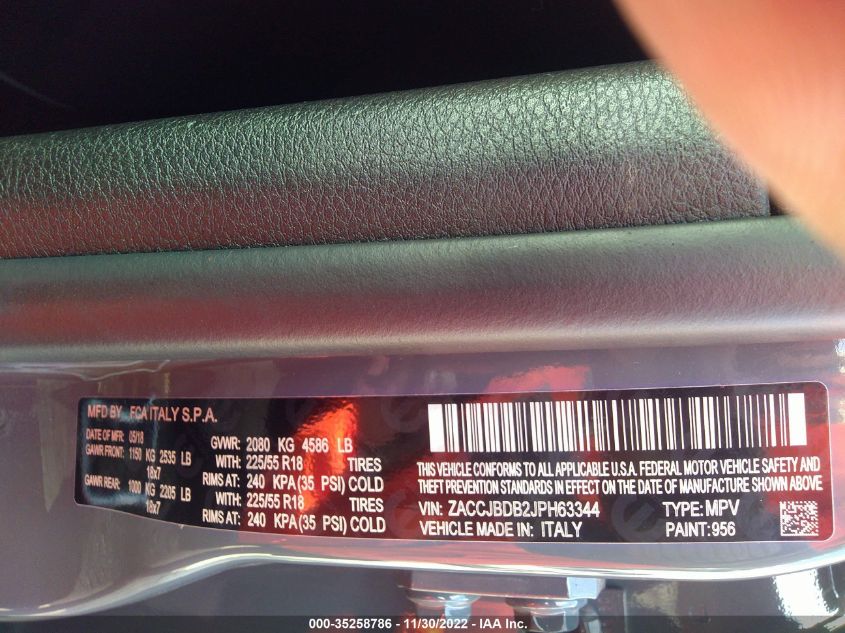 MFD BY FCA ITALY S.P.A.
DATE OF MFR: 05/18 GVWR: 2080 KG 4586 LB
GAWR FRONT: 1150 KG 2535 LB WITH: 225/55 R18 TIRES
18x7 RIMS AT: 240 KPA (35 PSI) COLD
GAWR REAR: 1000 KG 2205 LB WITH: 225/55 R18 TIRES
18x7 RIMS AT: 240 KPA (35 PSI) COLD
THIS VEHICLE CONFORMS TO ALL APPLICABLE U.S.A. FEDERAL MOTOR VEHICLE SAFETY AND
THEFT PREVENTION STANDARDS IN EFFECT ON THE DATE OF MANUFACTURE SHOWN ABOVE
VIN: ZACCJBDB2JPH63344 TYPE: MPV
VEHICLE MADE IN: ITALY PAINT: 956
000-35258786 - 11/30/2022 - IAA Inc.